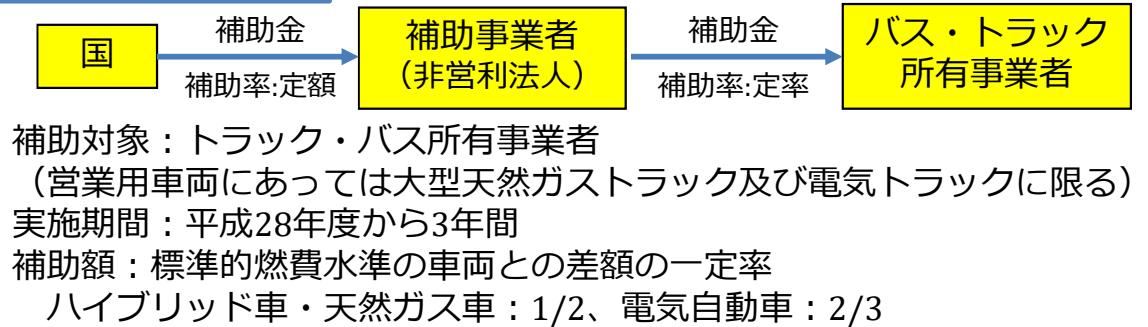 国
補助金
補助率:定額
補助事業者
（非営利法人）
補助金
補助率:定率
バス・トラック
所有事業者
補助対象：トラック・バス所有事業者
（営業用車両にあっては大型天然ガストラック及び電気トラックに限る）
実施期間：平成28年度から3年間
補助額：標準的燃費水準の車両との差額の一定率
ハイブリッド車・天然ガス車：1/2、電気自動車：2/3